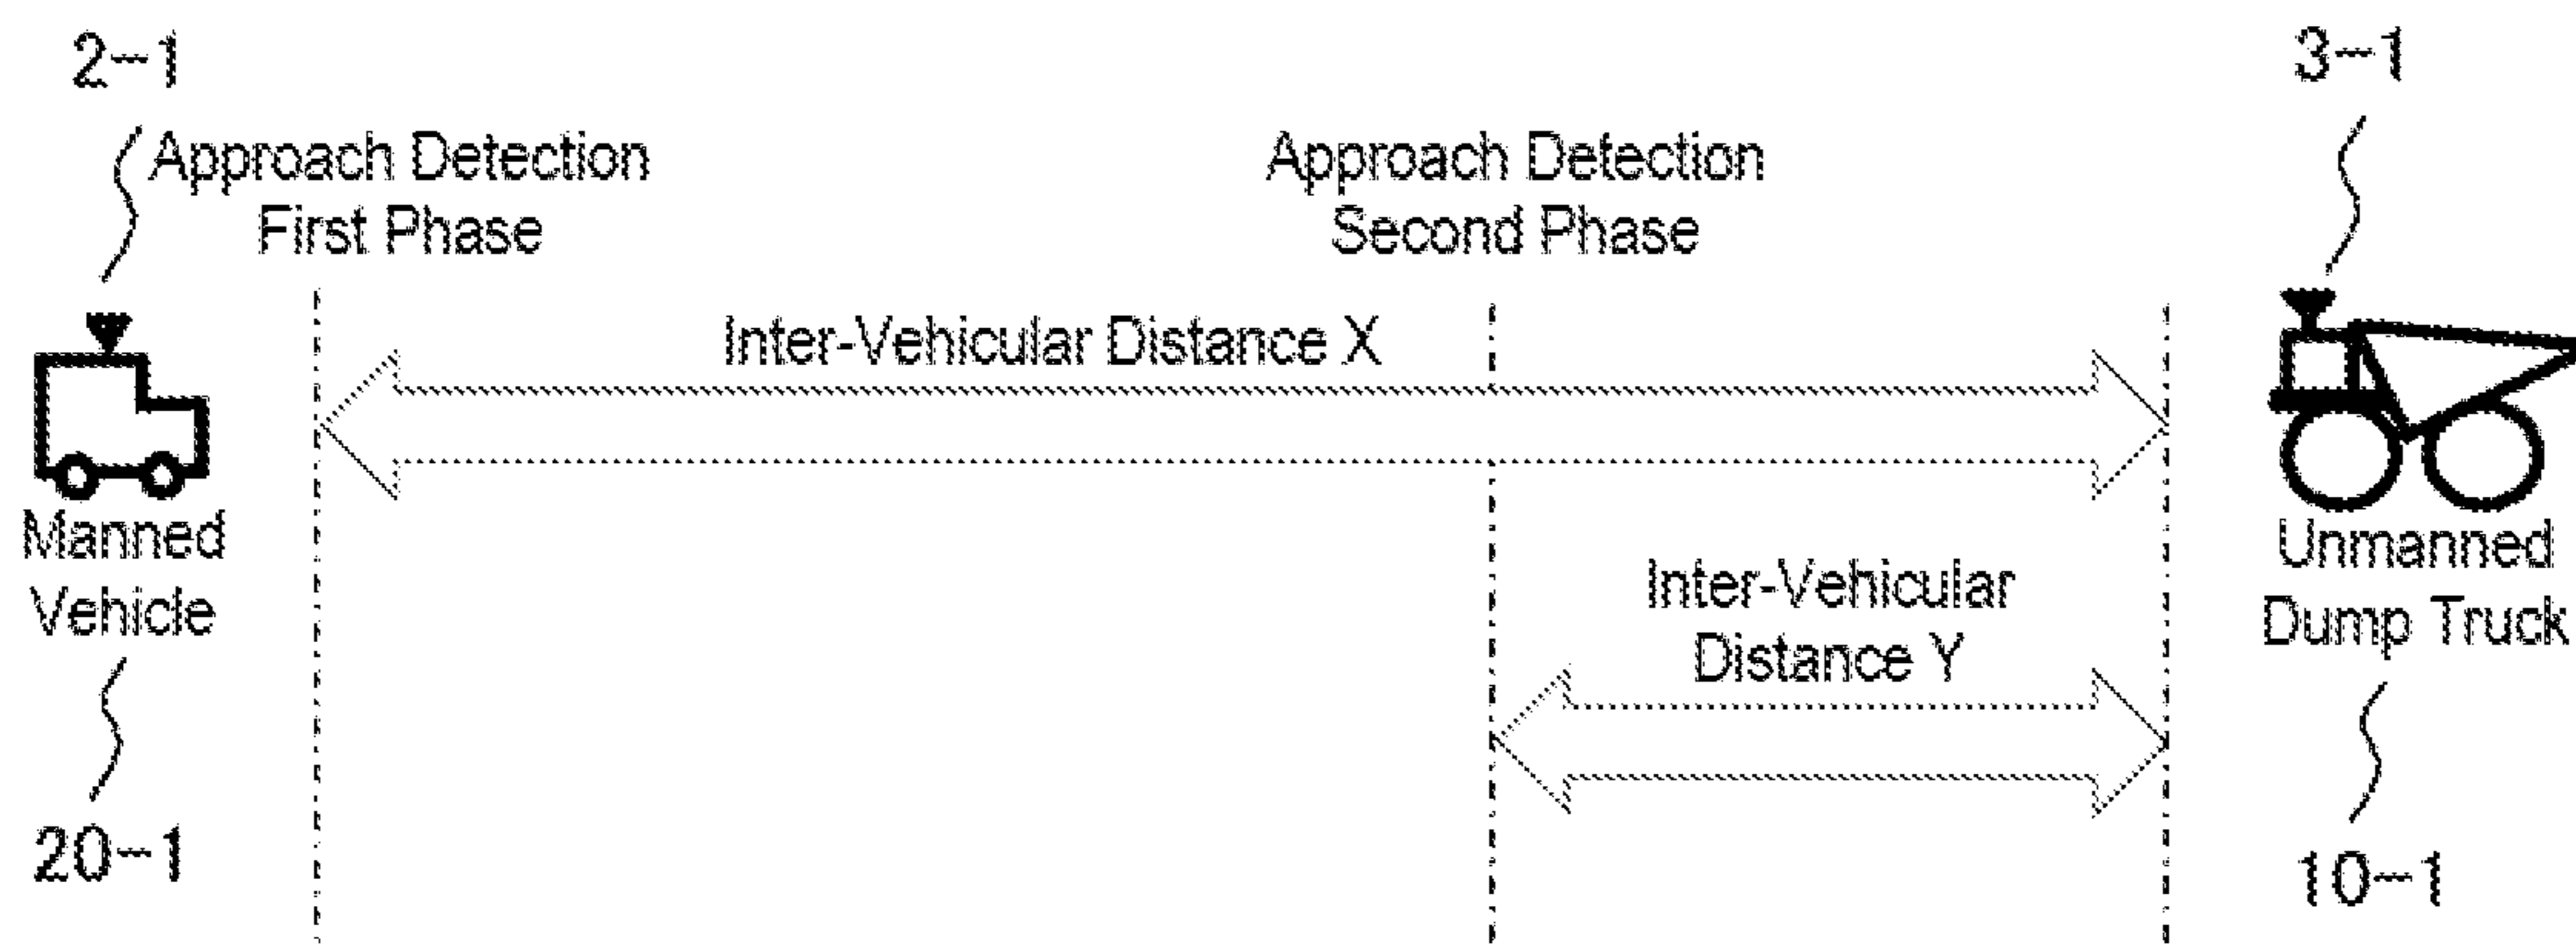 2-1
3-1
Approach Detection
First Phase
Approach Detection
Second Phase
Inter-Vehicular Distance X
Manned
Vehicle
Unmanned
Dump Truck
Inter-Vehicular
Distance Y
20-1
10-1